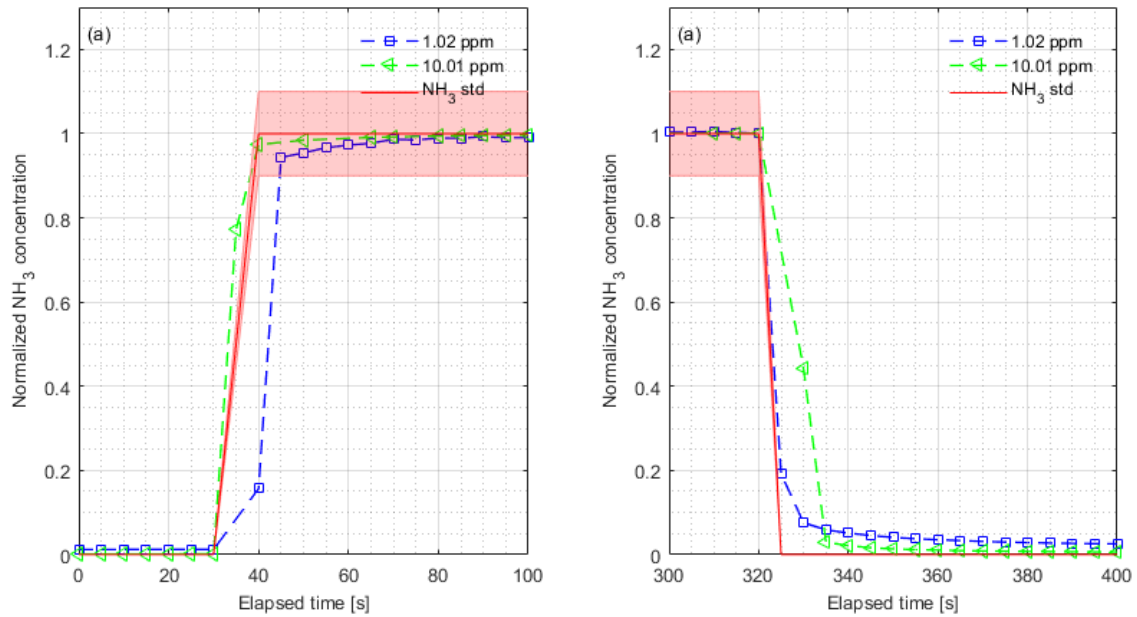 (a)
1.02 ppm
10.01 ppm
NH3 std
Normalized NH3 concentration
1.2
1
0.8
0.6
0.4
0.2
0
0 20 40 60 80 100
Elapsed time [s]
(a)
1.02 ppm
10.01 ppm
NH3 std
Normalized NH3 concentration
1.2
1
0.8
0.6
0.4
0.2
0
300 320 340 360 380 400
Elapsed time [s]